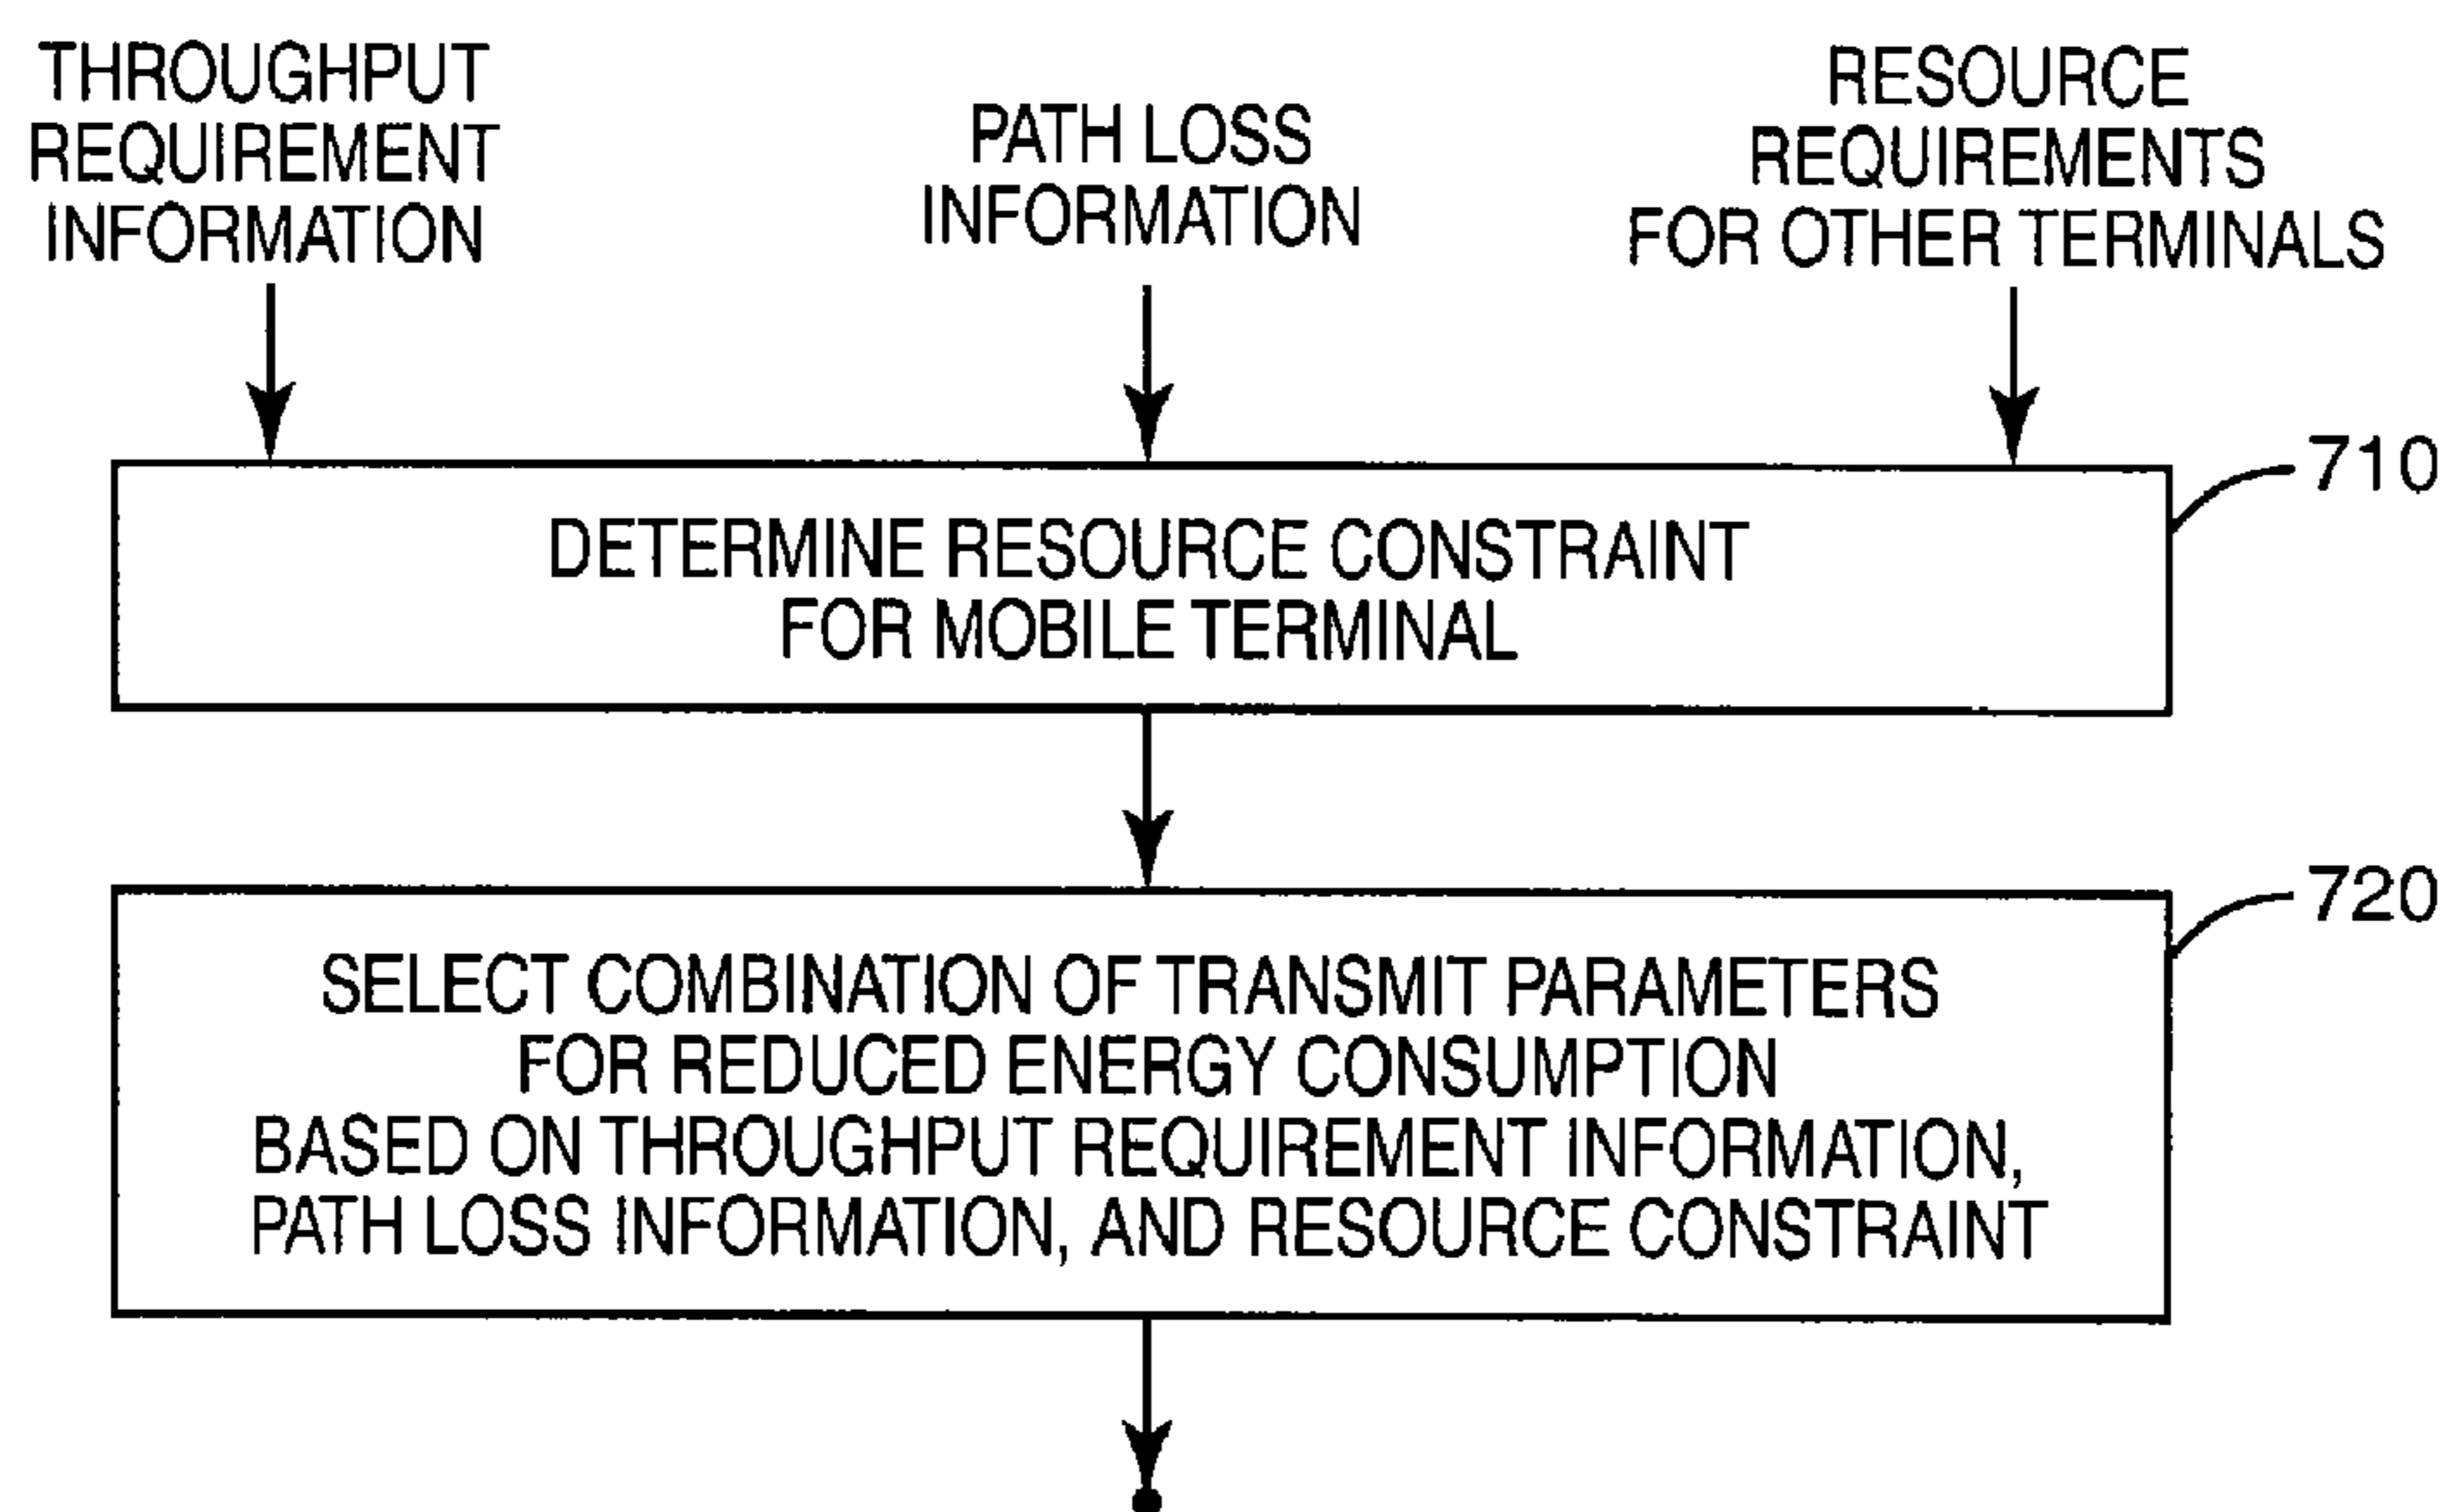 THROUGHPUT
REQUIREMENT
INFORMATION
PATH LOSS
INFORMATION
RESOURCE
REQUIREMENTS
FOR OTHER TERMINALS
710
DETERMINE RESOURCE CONSTRAINT
FOR MOBILE TERMINAL
720
SELECT COMBINATION OF TRANSMIT PARAMETERS
FOR REDUCED ENERGY CONSUMPTION
BASED ON THROUGHPUT REQUIREMENT INFORMATION,
PATH LOSS INFORMATION, AND RESOURCE CONSTRAINT